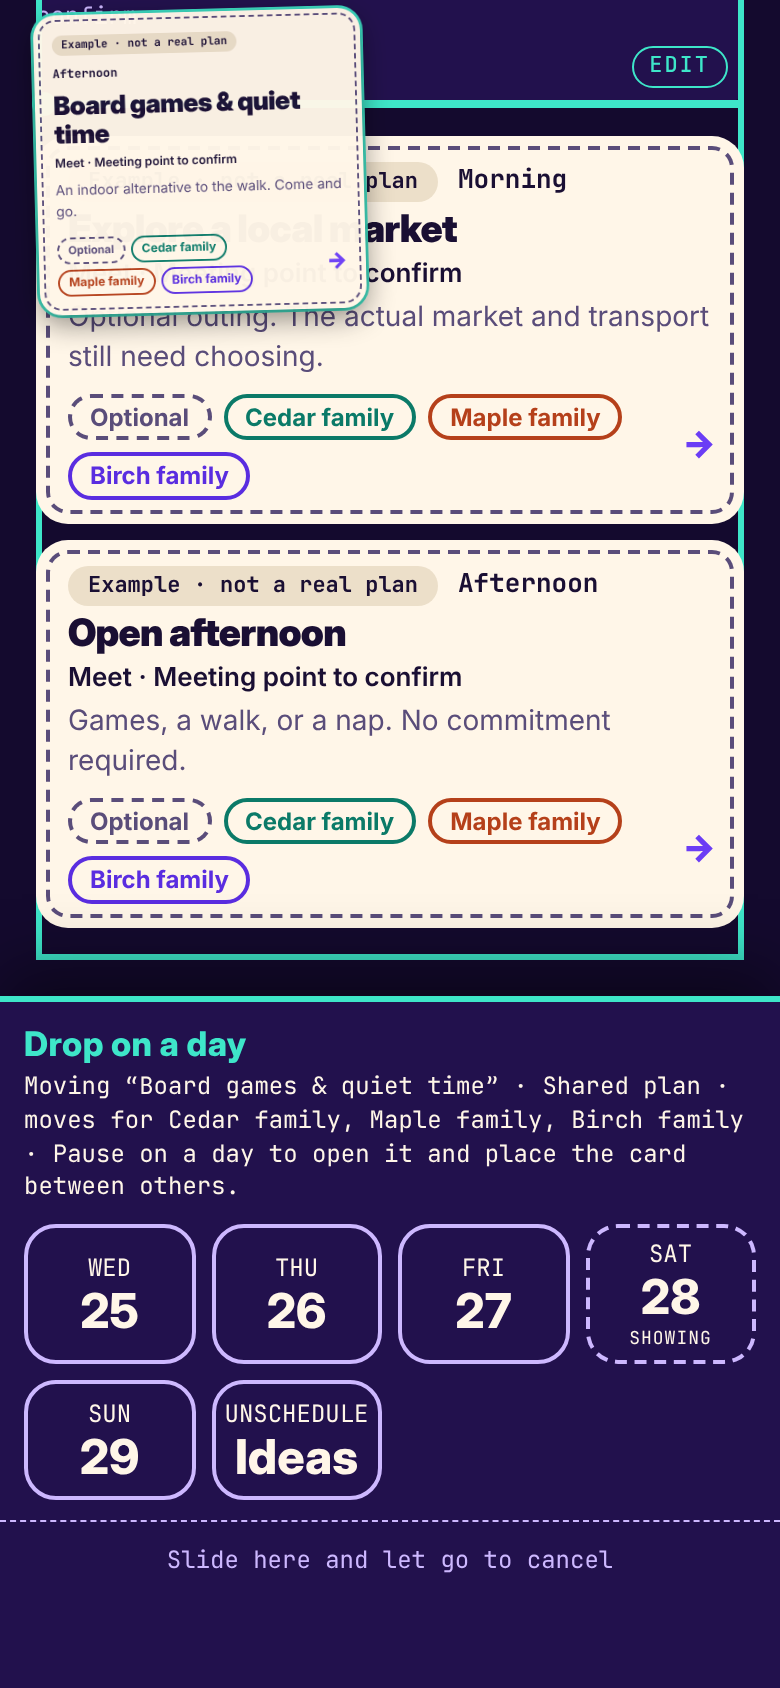 EDIT
Example · not a real plan
Afternoon
Board games & quiet
time
Meet · Meeting point to confirm
An indoor alternative to the walk. Come and
go.
Optional
Cedar family
→
Maple family
Birch family
plan
Morning
Explore a local market
point to confirm
Optional outing. The actual market and transport
still need choosing.
Optional
Cedar family
Maple family
→
Birch family
Example · not a real plan
Afternoon
Open afternoon
Meet · Meeting point to confirm
Games, a walk, or a nap. No commitment
required.
Optional
Cedar family
Maple family
→
Birch family
Drop on a day
Moving “Board games & quiet time” · Shared plan ·
moves for Cedar family, Maple family, Birch family
· Pause on a day to open it and place the card
between others.
WED
25
THU
26
FRI
27
SAT
28
SHOWING
SUN
29
UNSCHEDULE
Ideas
Slide here and let go to cancel